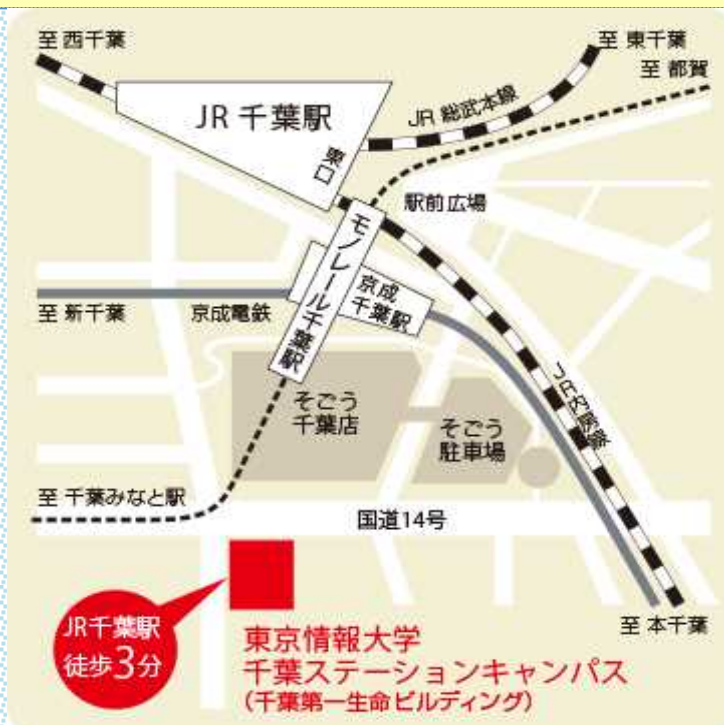 至 西千葉
至 東千葉
至 都賀
JR 千葉駅
JR 総武本線
東口
駅前広場
モノレール千葉駅
京成
千葉駅
至 新千葉
京成電鉄
JR内房線
そごう
千葉店
そごう
駐車場
至 千葉みなと駅
国道14号
JR千葉駅
徒歩3分
至 本千葉
東京情報大学
千葉ステーションキャンパス
(千葉第一生命ビルディング)